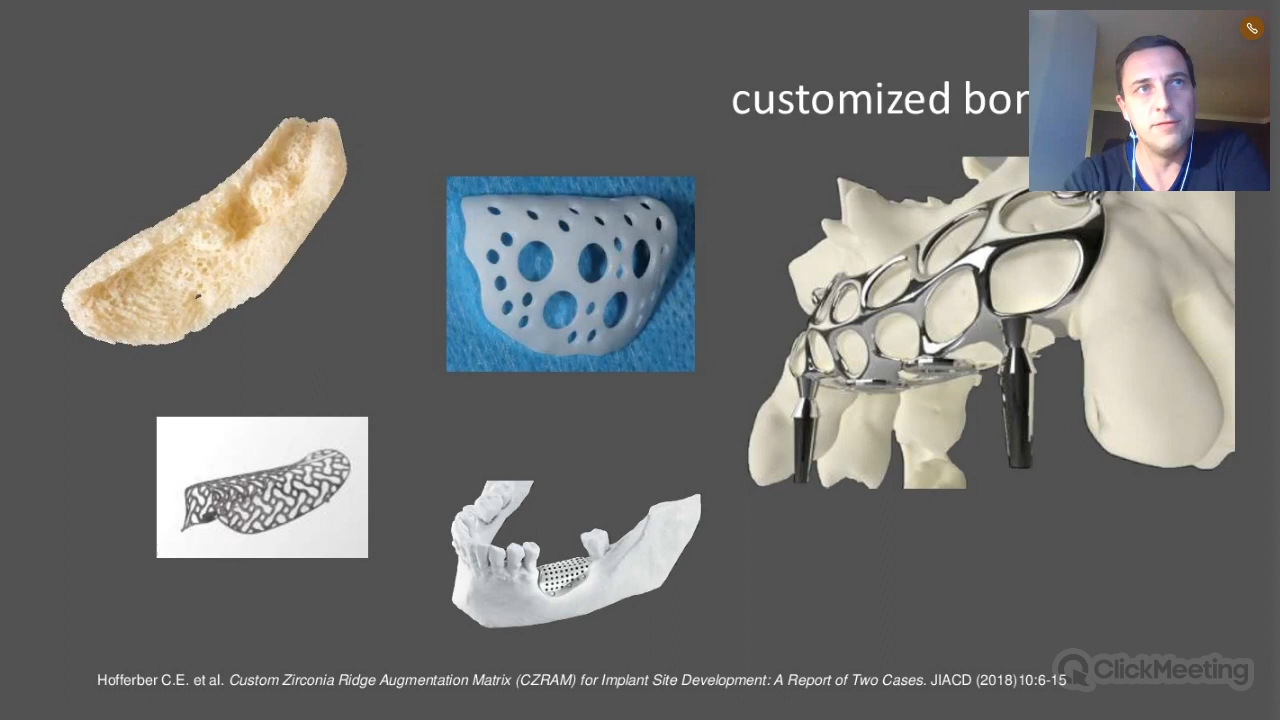 customized bor
Hofferber C.E. et al. Custom Zirconia Ridge Augmentation Matrix (CZRAM) for Implant Site Development: A Report of Two Cases. JIACD (2018)10:6-15
ClickMeeting